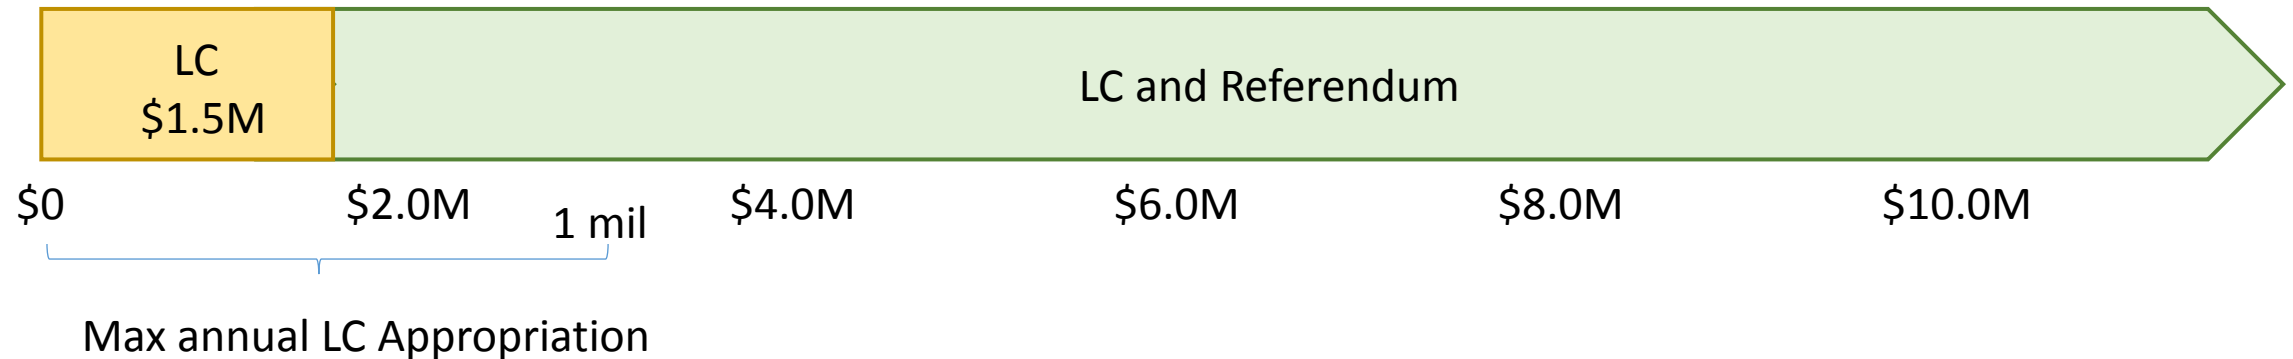 LC
$1.5M
LC and Referendum
$0
$2.0M
1 mil
$4.0M
$6.0M
$8.0M
$10.0M
Max annual LC Appropriation